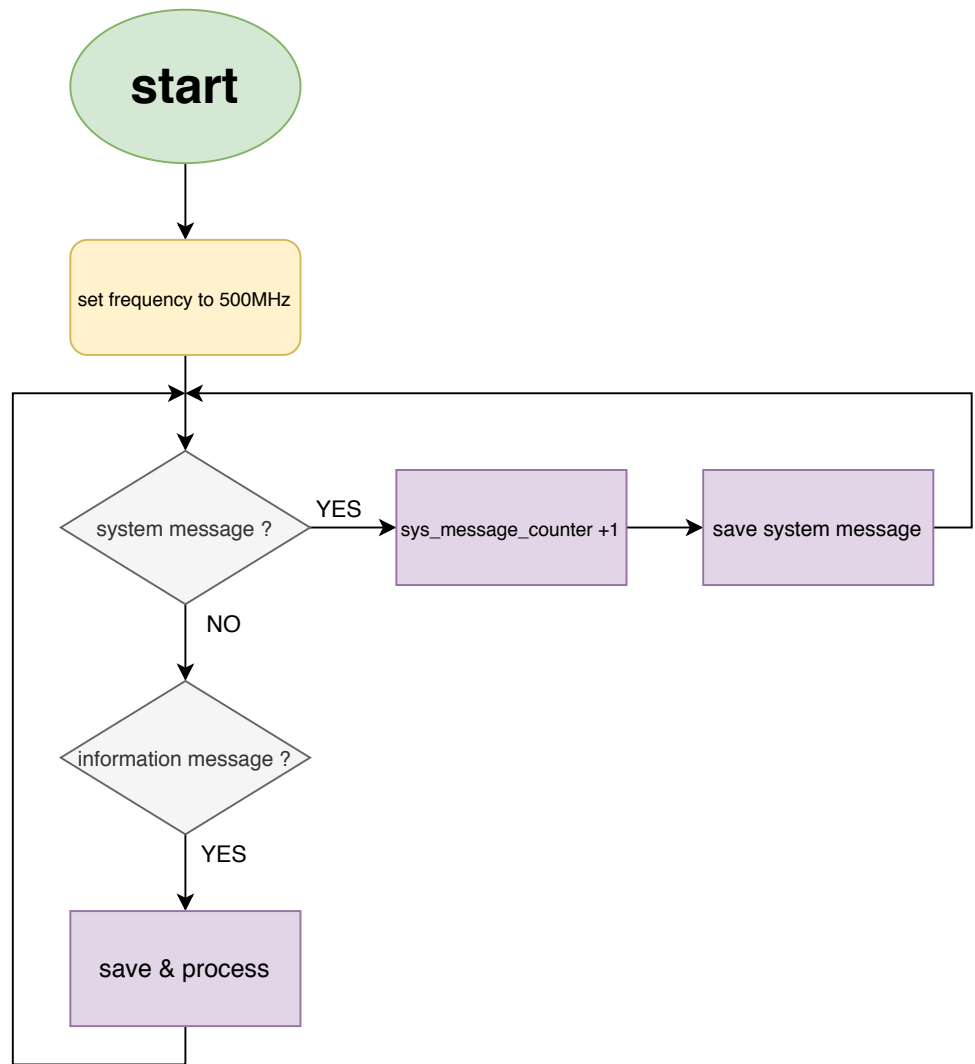 start
set frequency to 500MHz
system message ?
YES
sys_message_counter +1
save system message
NO
information message ?
YES
save & process